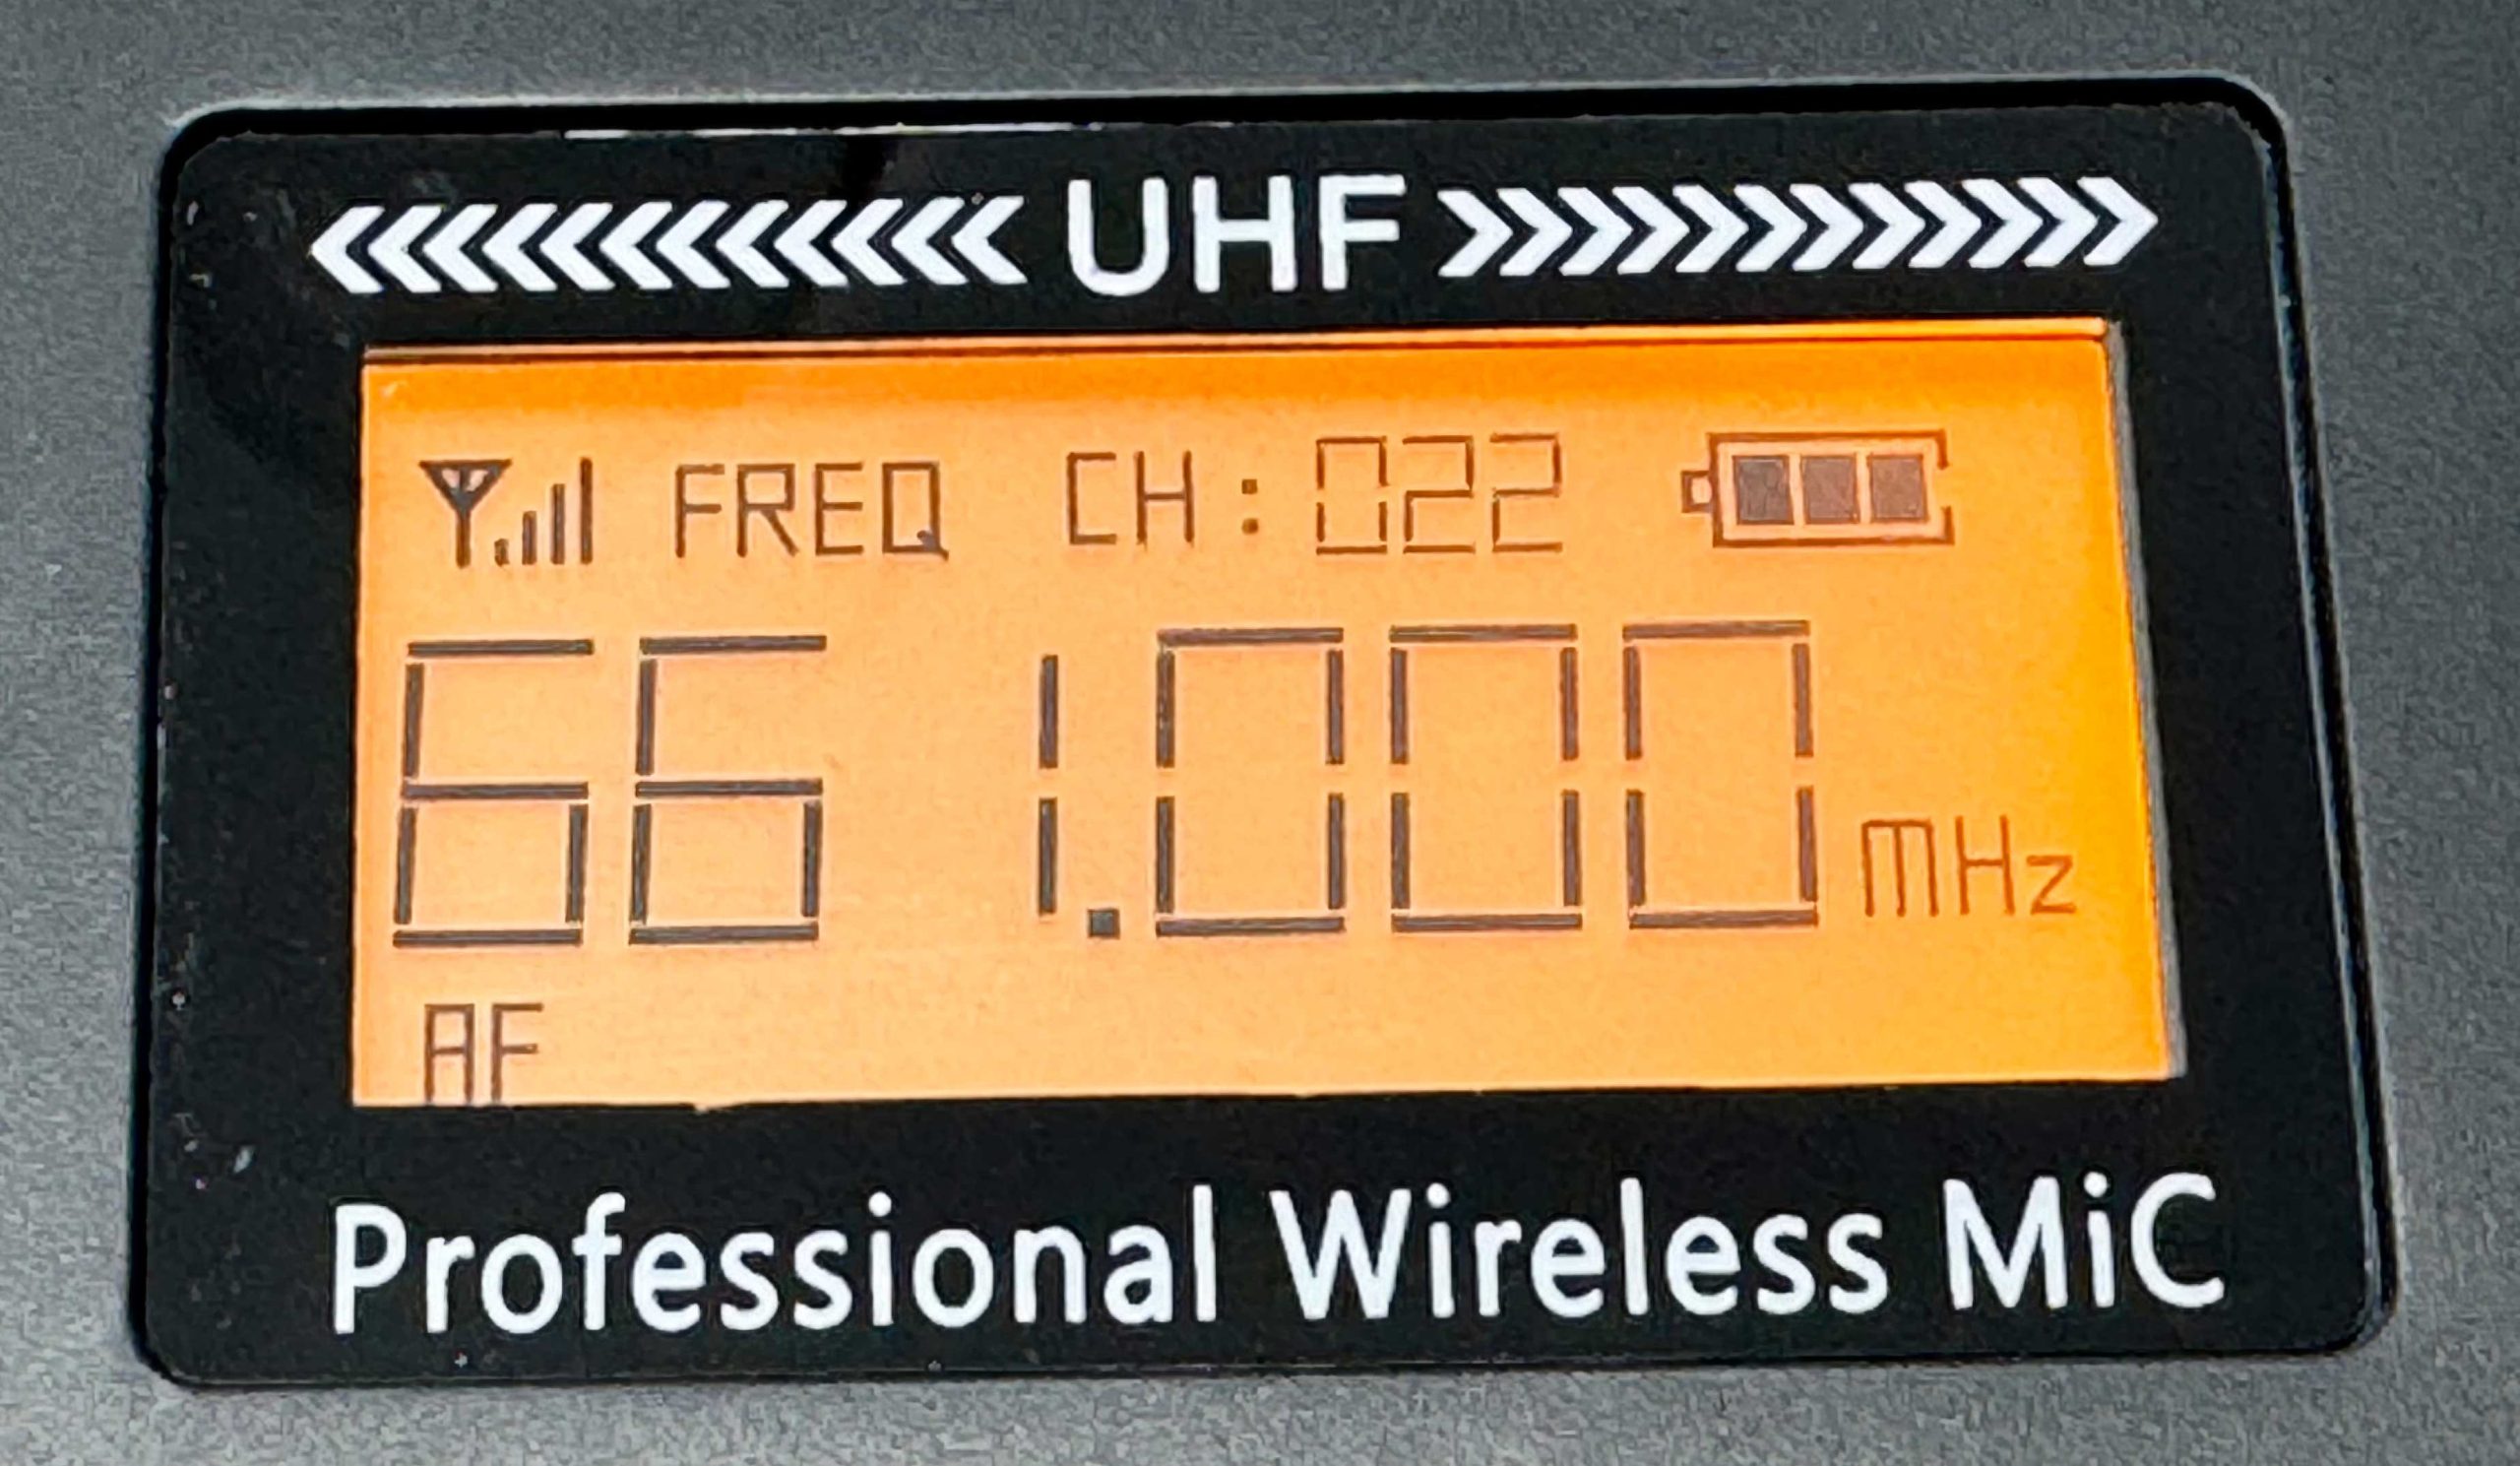 UHF
FREQ CH: 022
661.000 mHz
AF
Professional Wireless MiC